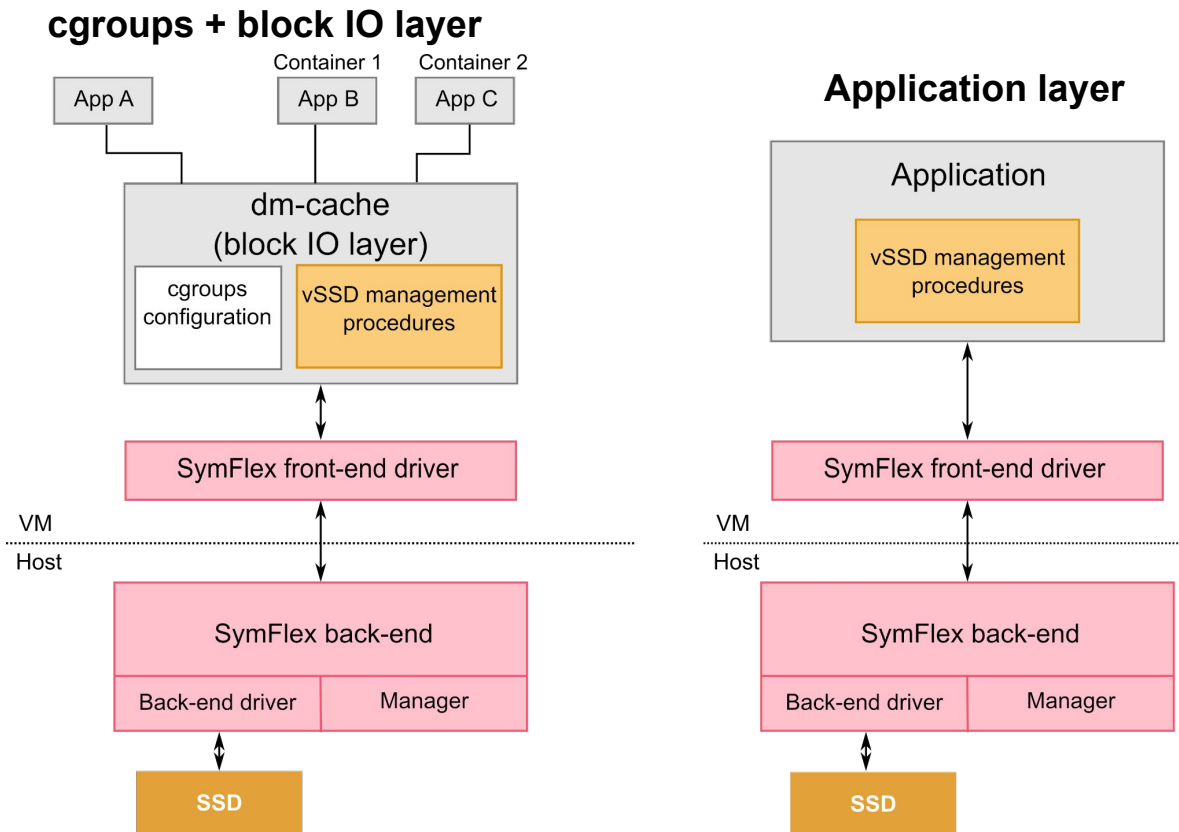 cgroups + block IO layer
Container 1
Container 2
App A
App B
App C
dm-cache
(block IO layer)
cgroups
configuration
vSSD management
procedures
SymFlex front-end driver
VM
Host
SymFlex back-end
Back-end driver
Manager
SSD
Application layer
Application
vSSD management
procedures
SymFlex front-end driver
VM
Host
SymFlex back-end
Back-end driver
Manager
SSD